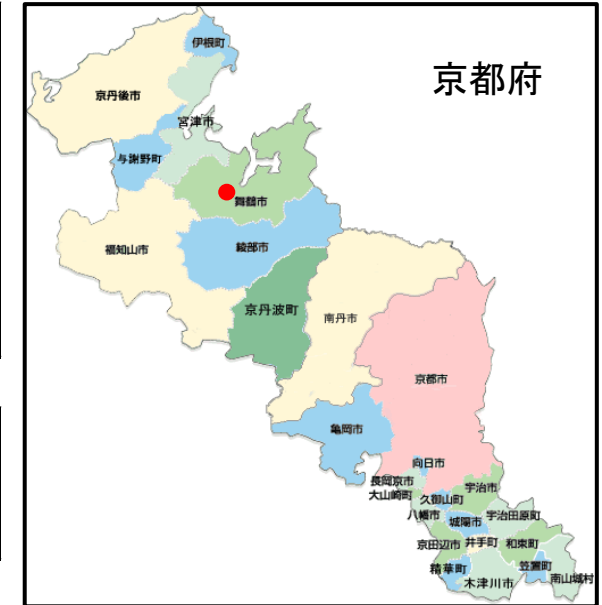 京都府
伊根町
京丹後市
宮津市
与謝野町
舞鶴市
福知山市
綾部市
京丹波町
南丹市
京都市
亀岡市
向日市
長岡京市
大山崎町
宇治市
久御山町
八幡市
宇治田原町
城陽市
京田辺市
井手町
和束町
精華町
笠置町
木津川市
南山城村